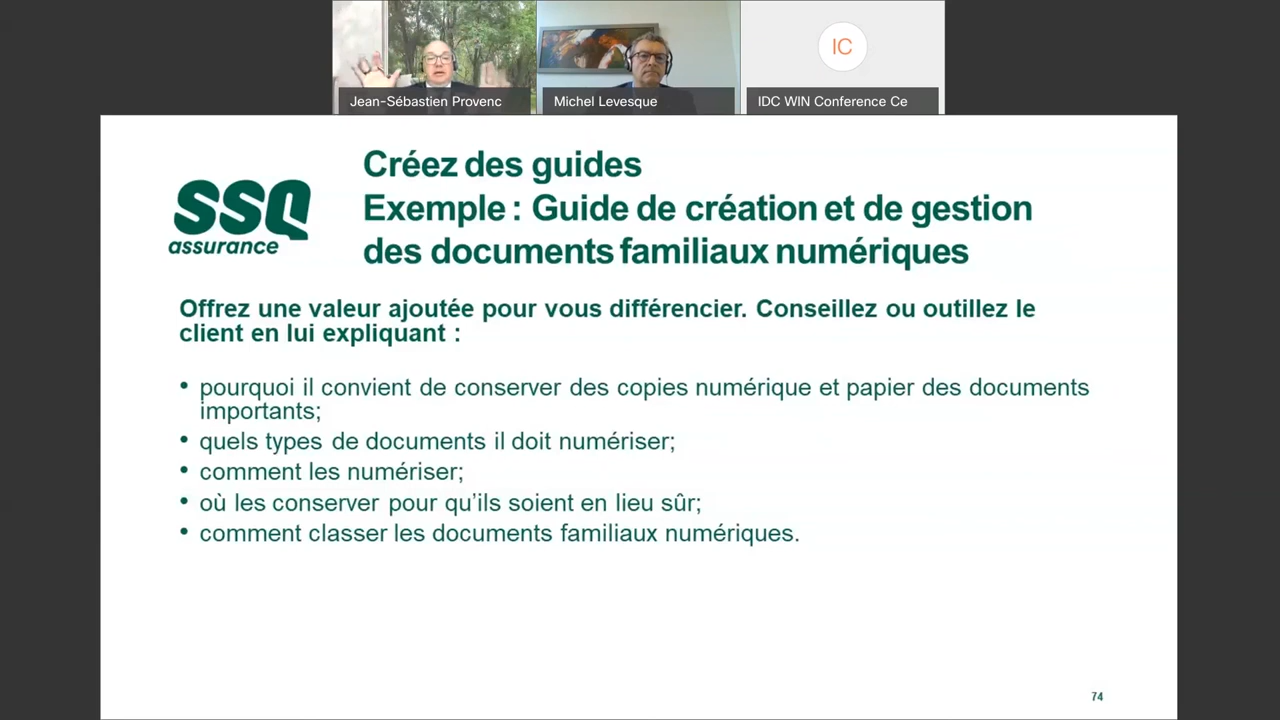 IC
Jean-Sébastien Provenc
Michel Levesque
IDC WIN Conference Ce
SSQ
assurance
Créez des guides
Exemple : Guide de création et de gestion
des documents familiaux numériques
Offrez une valeur ajoutée pour vous différencier. Conseillez ou outillez le
client en lui expliquant :
• pourquoi il convient de conserver des copies numérique et papier des documents
importants;
• quels types de documents il doit numériser;
• comment les numériser;
• où les conserver pour qu’ils soient en lieu sûr;
• comment classer les documents familiaux numériques.
74